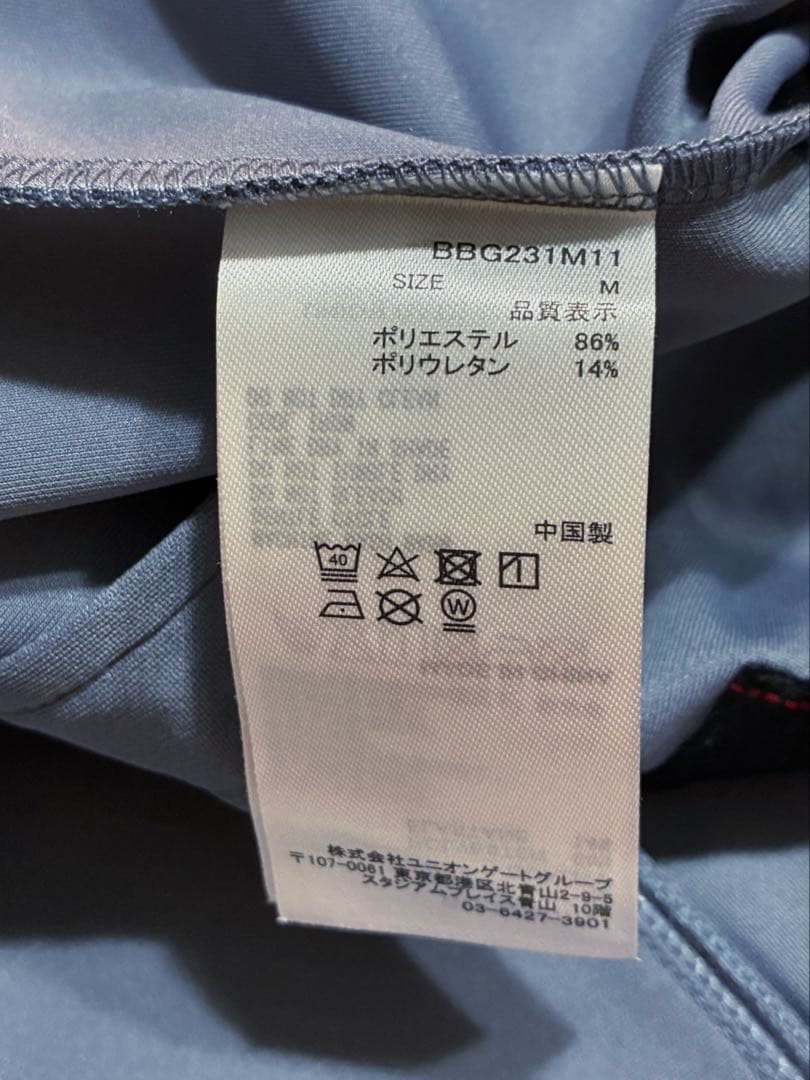 BBG231M11
SIZE M
品質表示
ポリエステル 86%
ポリウレタン 14%
中国製
40
W
株式会社ユニオンゲートグループ
〒107-0061 東京都港区北青山2-9-5
スタジアムプレイス青山 10階
03-6427-3901